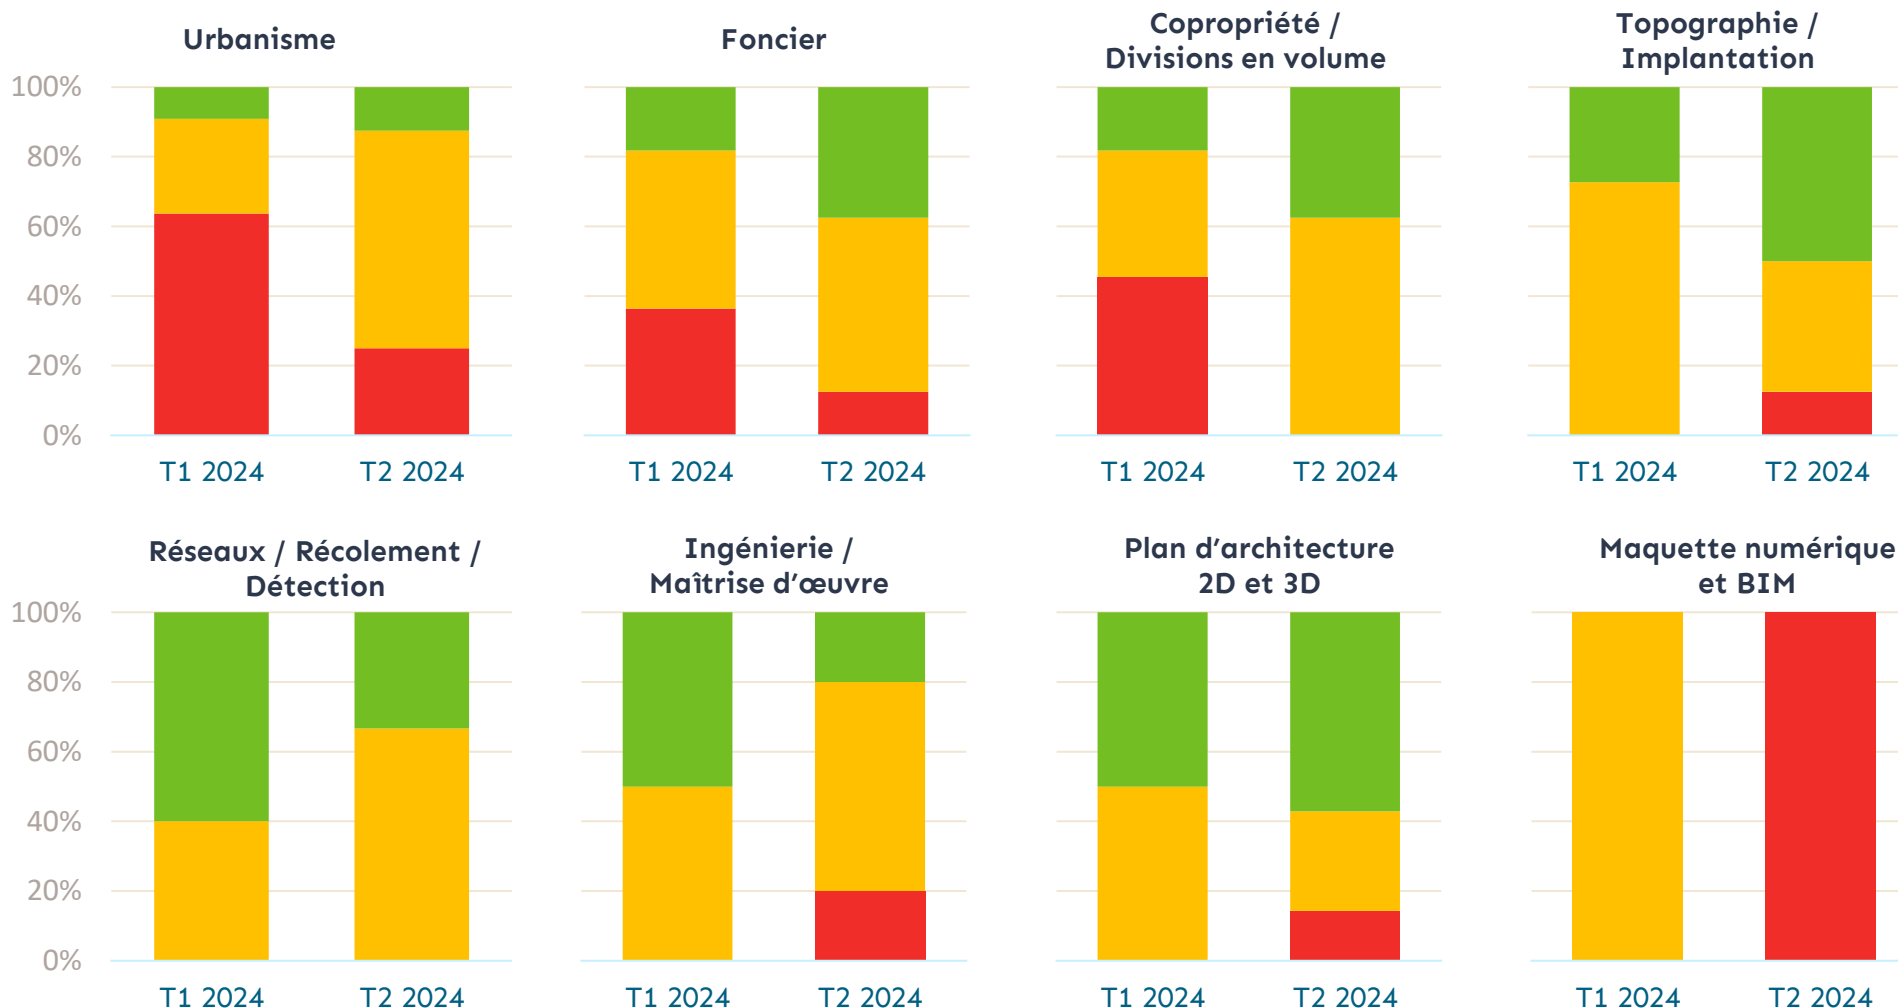 Urbanisme
Foncier
Copropriété /
Divisions en volume
Topographie /
Implantation
100%
80%
60%
40%
20%
0%
T1 2024
T2 2024
T1 2024
T2 2024
T1 2024
T2 2024
T1 2024
T2 2024
Réseaux / Récolement /
Détection
Ingénierie /
Maîtrise d’œuvre
Plan d’architecture
2D et 3D
Maquette numérique
et BIM
100%
80%
60%
40%
20%
0%
T1 2024
T2 2024
T1 2024
T2 2024
T1 2024
T2 2024
T1 2024
T2 2024